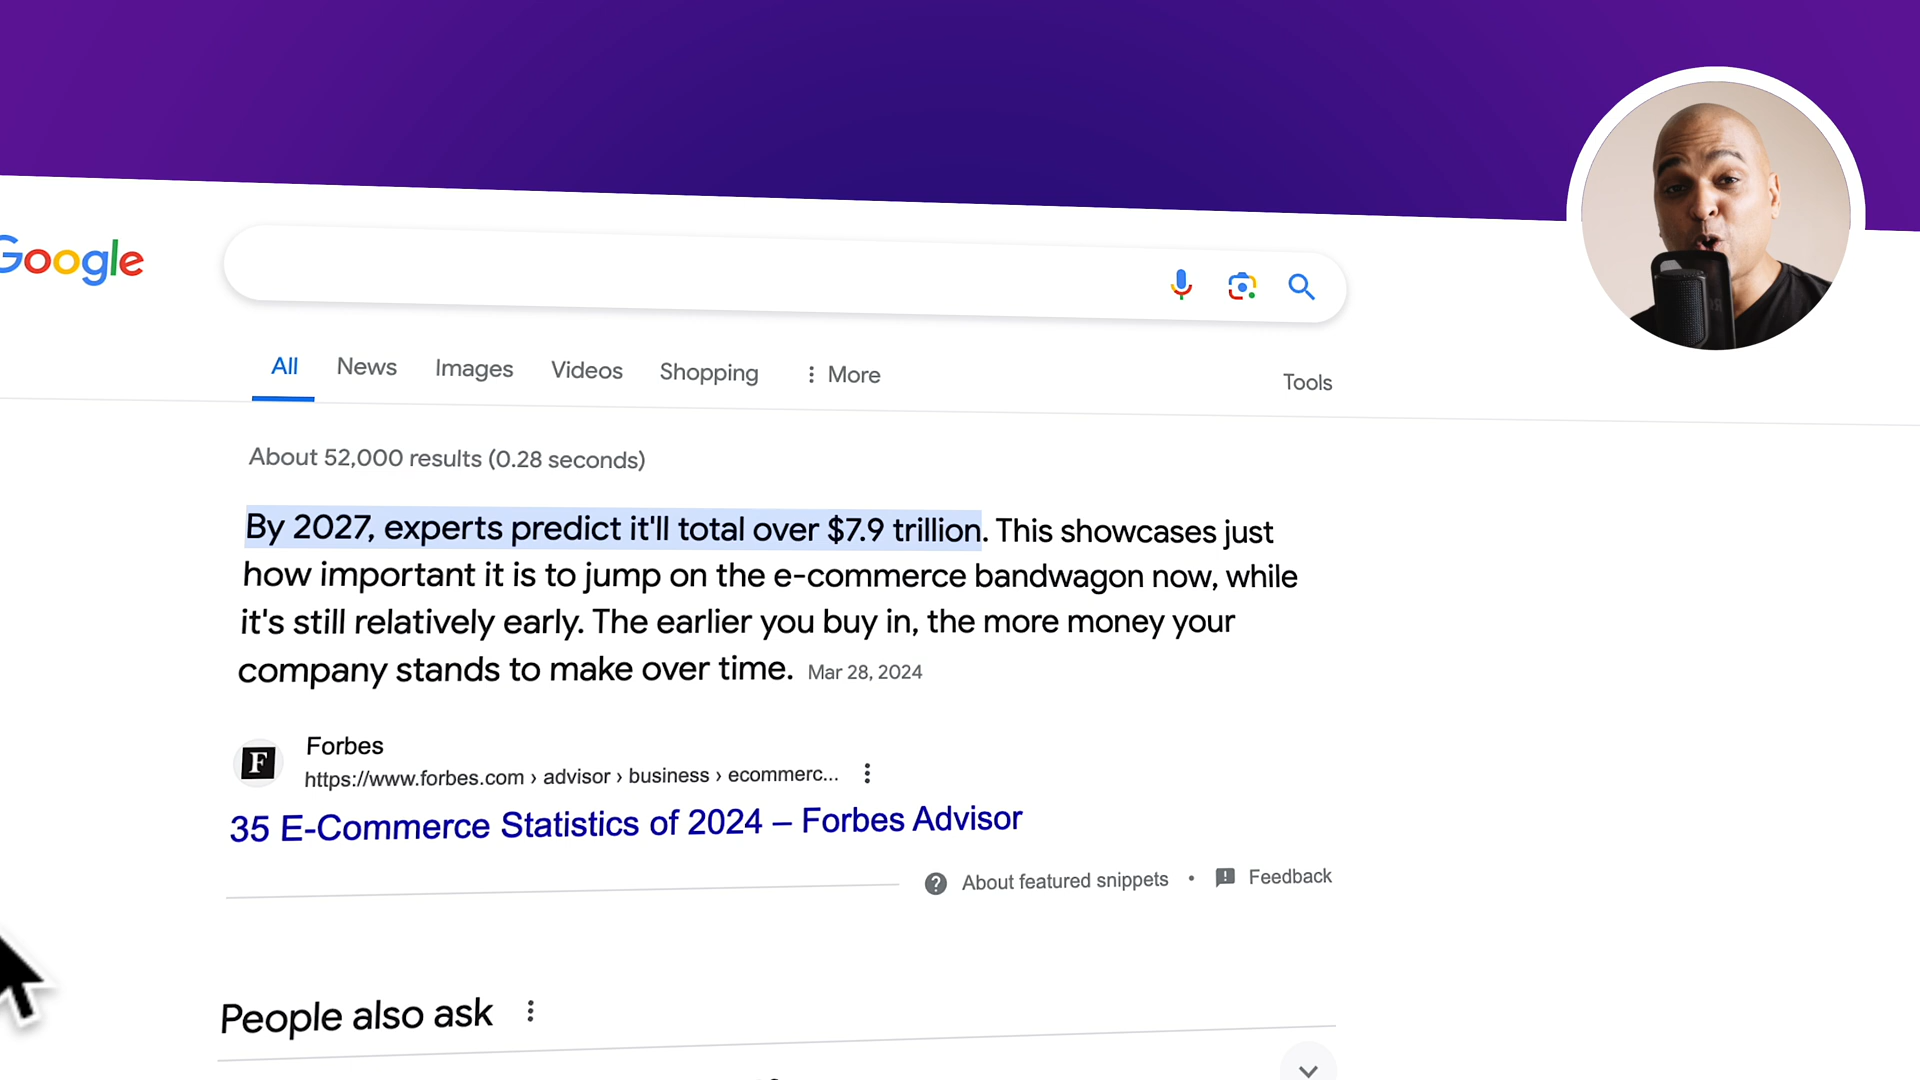 Google
All News Images Videos Shopping More Tools
About 52,000 results (0.28 seconds)
By 2027, experts predict it'll total over $7.9 trillion. This showcases just
how important it is to jump on the e-commerce bandwagon now, while
it's still relatively early. The earlier you buy in, the more money your
company stands to make over time. Mar 28, 2024
F
Forbes
https://www.forbes.com › advisor › business › ecommerc...
35 E-Commerce Statistics of 2024 – Forbes Advisor
About featured snippets • Feedback
People also ask